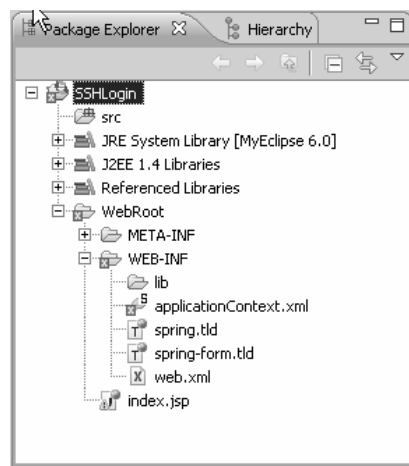 Package Explorer Hierarchy
SSHLogin
src
JRE System Library [MyEclipse 6.0]
J2EE 1.4 Libraries
Referenced Libraries
WebRoot
META-INF
WEB-INF
lib
applicationContext.xml
spring.tld
spring-form.tld
web.xml
index.jsp